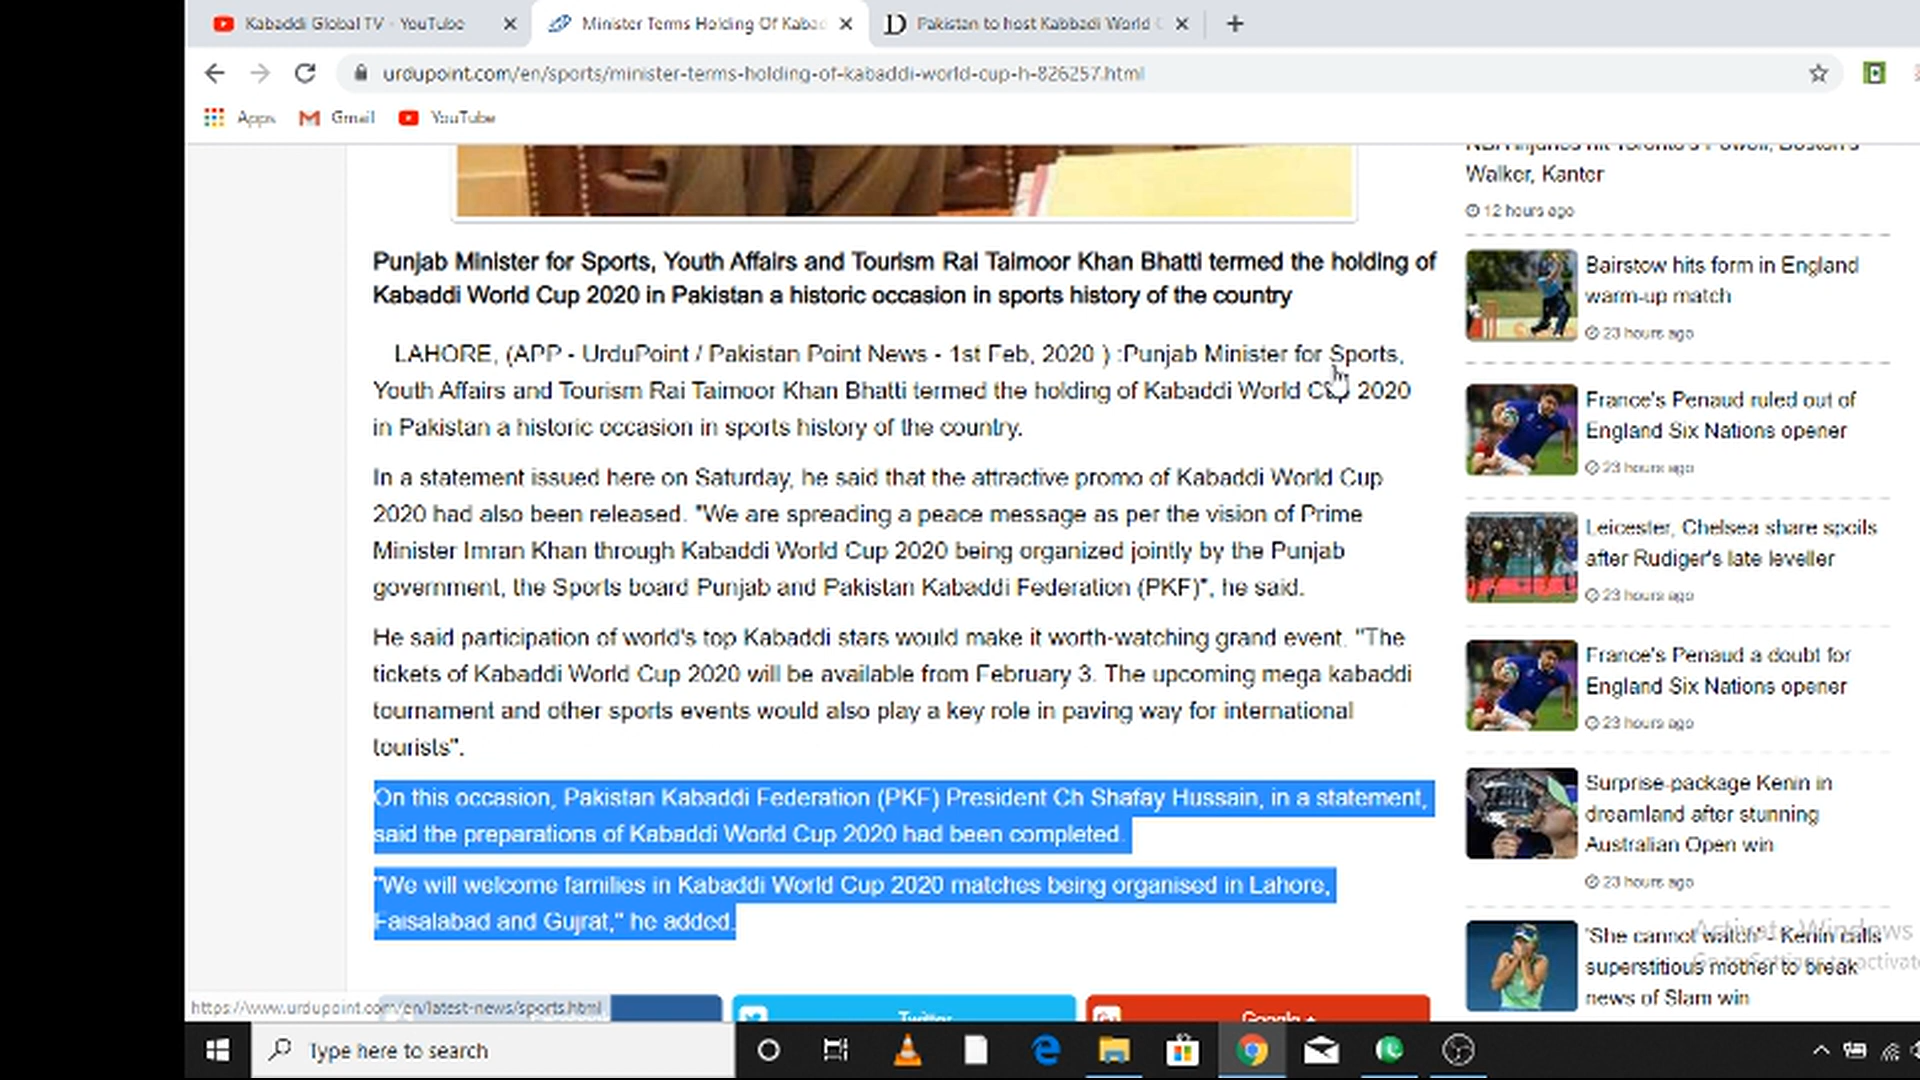 Kabaddi Global TV - YouTube
Minister Terms Holding Of Kabad
Pakistan to host Kabbadi World C
urdupoint.com/en/sports/minister-terms-holding-of-kabaddi-world-cup-h-826257.html
Apps
Gmail
YouTube
Punjab Minister for Sports, Youth Affairs and Tourism Rai Taimoor Khan Bhatti termed the holding of
Kabaddi World Cup 2020 in Pakistan a historic occasion in sports history of the country
LAHORE, (APP - UrduPoint / Pakistan Point News - 1st Feb, 2020 ) :Punjab Minister for Sports,
Youth Affairs and Tourism Rai Taimoor Khan Bhatti termed the holding of Kabaddi World Cup 2020
in Pakistan a historic occasion in sports history of the country.
In a statement issued here on Saturday, he said that the attractive promo of Kabaddi World Cup
2020 had also been released. "We are spreading a peace message as per the vision of Prime
Minister Imran Khan through Kabaddi World Cup 2020 being organized jointly by the Punjab
government, the Sports board Punjab and Pakistan Kabaddi Federation (PKF)", he said.
He said participation of world's top Kabaddi stars would make it worth-watching grand event. "The
tickets of Kabaddi World Cup 2020 will be available from February 3. The upcoming mega kabaddi
tournament and other sports events would also play a key role in paving way for international
tourists".
On this occasion, Pakistan Kabaddi Federation (PKF) President Ch Shafay Hussain, in a statement,
said the preparations of Kabaddi World Cup 2020 had been completed.
"We will welcome families in Kabaddi World Cup 2020 matches being organised in Lahore,
Faisalabad and Gujrat," he added.
Twitter
Google +
NBA injuries hit Toronto's Powell, Boston's
Walker, Kanter
12 hours ago
Bairstow hits form in England
warm-up match
23 hours ago
France's Penaud ruled out of
England Six Nations opener
23 hours ago
Leicester, Chelsea share spoils
after Rudiger's late leveller
23 hours ago
France's Penaud a doubt for
England Six Nations opener
23 hours ago
Surprise-package Kenin in
dreamland after stunning
Australian Open win
23 hours ago
'She cannot watch' - Kenin calls
superstitious mother to break
news of Slam win
Activate Windows
Go to Settings to activate
https://www.urdupoint.com/en/latest-news/sports.html
Type here to search